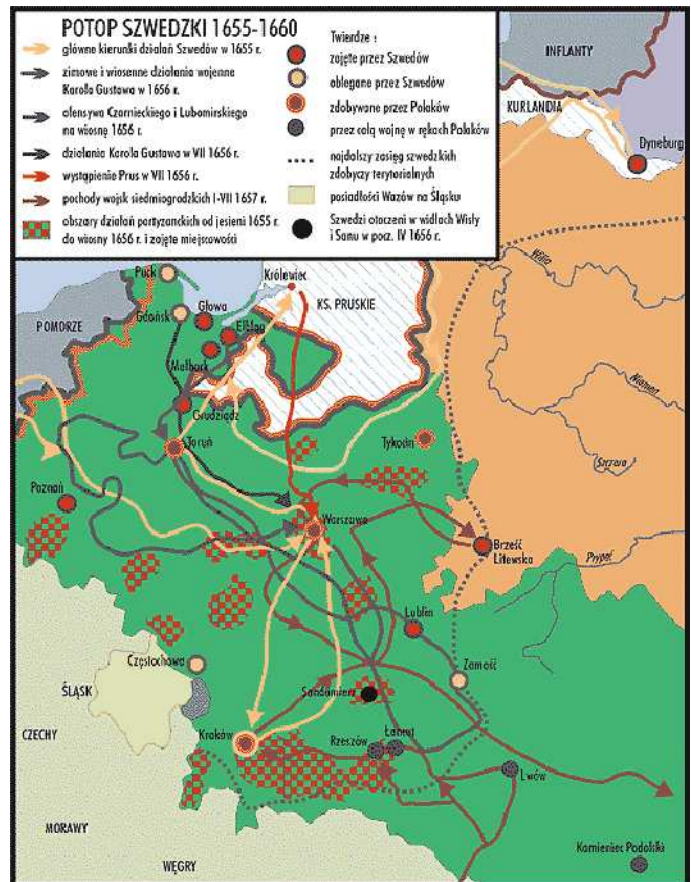 POTOP SZWEDZKI 1655-1660
główne kierunki działań Szwedów w 1655 r.
zimowe i wiosenne działania wojenne
Karola Gustawa w 1656 r.
ofensywa Czarnieckiego i Lubomirskiego
na wiosnę 1656 r.
działania Karola Gustawa w VII 1656 r.
wystąpienie Prus w VII 1656 r.
pochody wojsk siedmiogrodzkich I-VII 1657 r.
obszary działań partyzanckich od jesieni 1655 r.
do wiosny 1656 r. i zajęte miejscowości
Twierdze :
zajęte przez Szwedów
oblegane przez Szwedów
zdobywane przez Polaków
przez całą wojnę w rękach Polaków
najdalszy zasięg szwedzkich
zdobyczy terytorialnych
posiadłości Wazów na Śląsku
Szwedzi otoczeni w widłach Wisły
i Sanu w pocz. IV 1656 r.
INFLANTY
KURLANDIA
Dyneburg
Puck
Królewiec
Wilia
Gdańsk
Głowa
KS. PRUSKIE
POMORZE
Elbląg
Malbork
Niemen
Grudziądz
Toruń
Tykocin
Szczara
Poznań
Warszawa
Brześć
Litewska
Prypeć
Lublin
Częstochowa
Zamość
ŚLĄSK
Sandomierz
CZECHY
Kraków
Rzeszów
Łańcut
Lwów
MORAWY
Kamieniec Podolski
WĘGRY